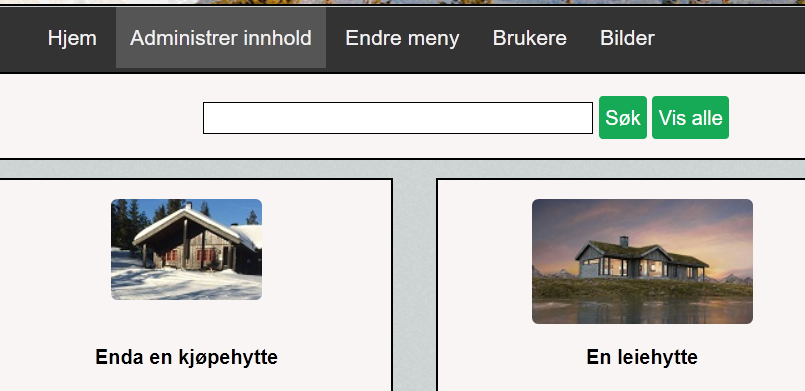 Hjem Administrer innhold Endre meny Brukere Bilder
Søk Vis alle
Enda en kjøpehytte En leiehytte